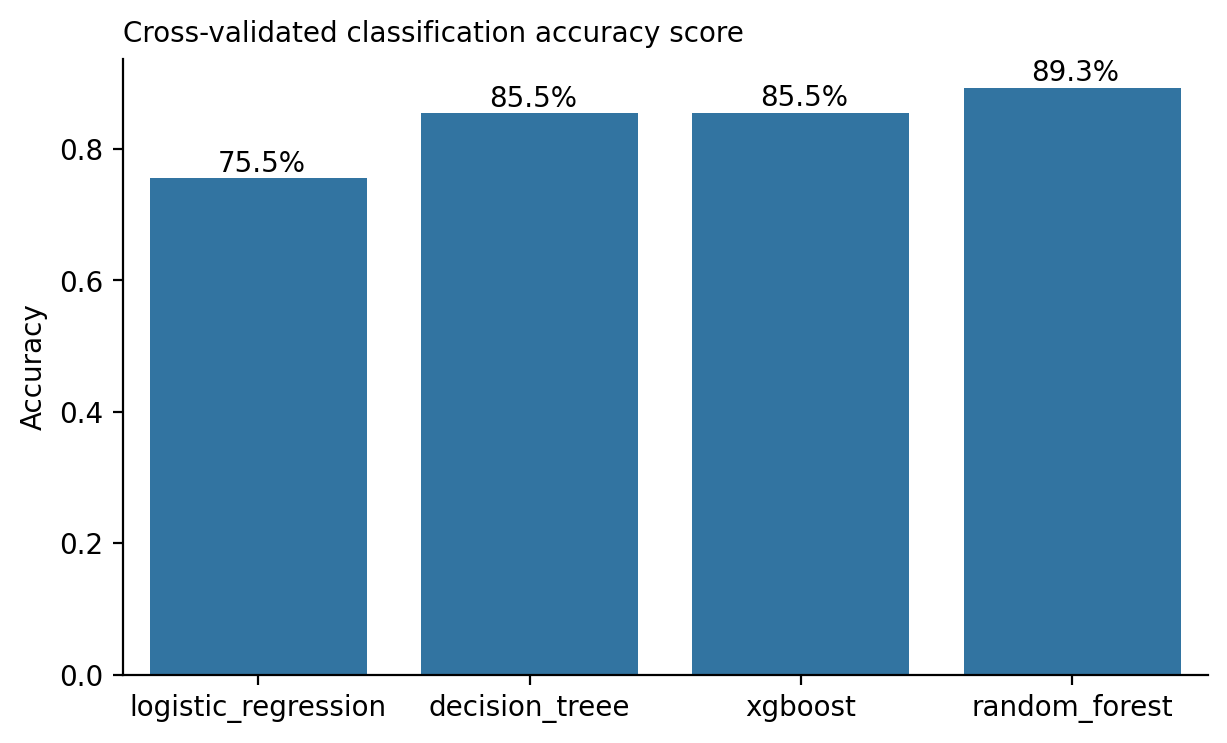 Cross-validated classification accuracy score
89.3%
85.5%
85.5%
75.5%
0.8
0.6
0.4
0.2
0.0
Accuracy
logistic_regression
decision_treee
xgboost
random_forest